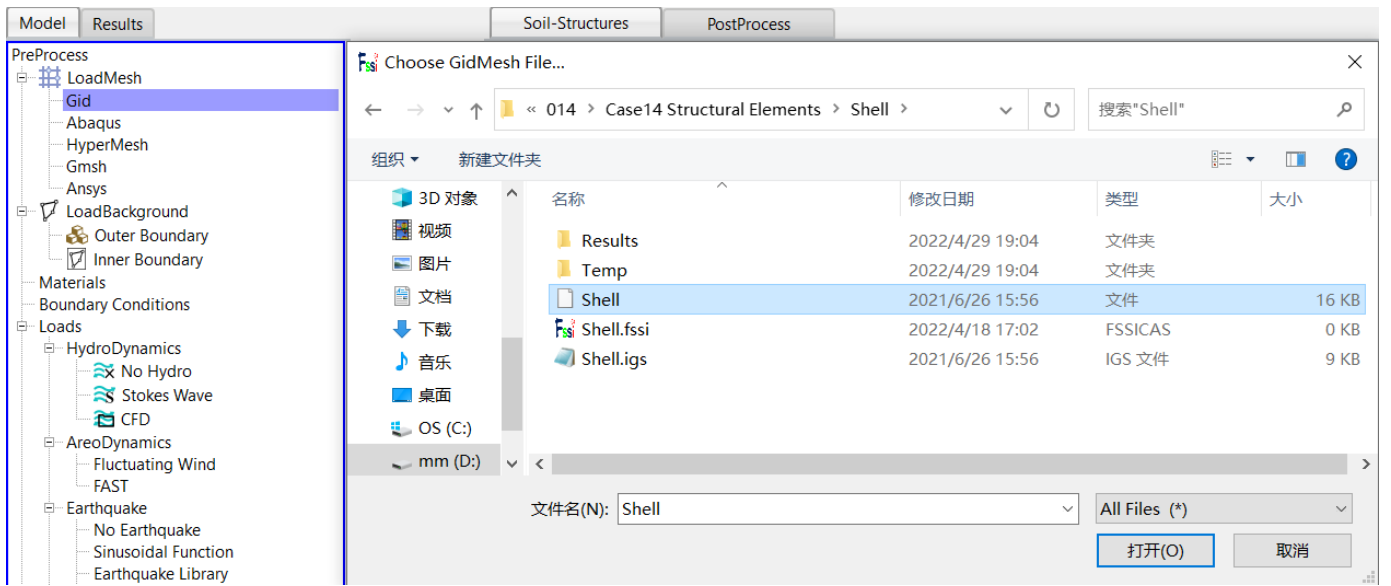 Model Results
Soil-Structures PostProcess
PreProcess
LoadMesh
Gid
Abaqus
HyperMesh
Gmsh
Ansys
LoadBackground
Outer Boundary
Inner Boundary
Materials
Boundary Conditions
Loads
HydroDynamics
No Hydro
Stokes Wave
CFD
AreoDynamics
Fluctuating Wind
FAST
Earthquake
No Earthquake
Sinusoidal Function
Earthquake Library
Fssi Choose GidMesh File...
« 014 > Case14 Structural Elements > Shell >
搜索"Shell"
组织 新建文件夹
3D 对象
视频
图片
文档
下载
音乐
桌面
OS (C:)
mm (D:)
名称 修改日期 类型 大小
Results 2022/4/29 19:04 文件夹
Temp 2022/4/29 19:04 文件夹
Shell 2021/6/26 15:56 文件 16 KB
Fssi Shell.fssi 2022/4/18 17:02 FSSICAS 0 KB
Shell.igs 2021/6/26 15:56 IGS 文件 9 KB
文件名(N): Shell All Files (*)
打开(O) 取消